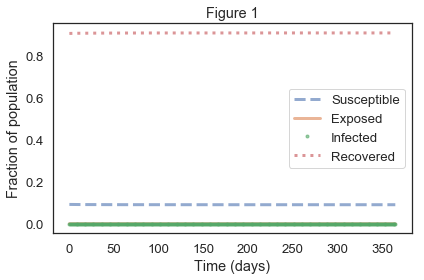 Figure 1
Fraction of population
0.8
0.6
0.4
0.2
0.0
Susceptible
Exposed
Infected
Recovered
0 50 100 150 200 250 300 350
Time (days)